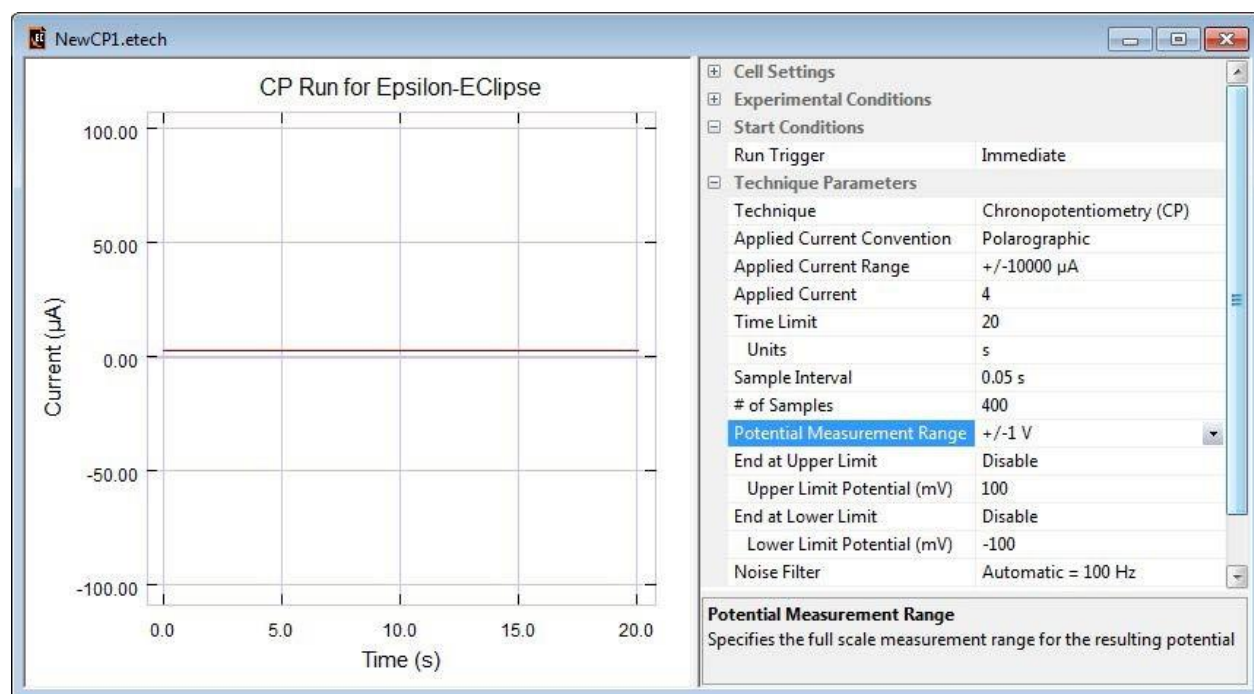 NewCP1.etech
CP Run for Epsilon-EClipse
100.00
50.00
0.00
-50.00
-100.00
Current (µA)
0.0 5.0 10.0 15.0 20.0
Time (s)
Cell Settings
Experimental Conditions
Start Conditions
Run Trigger Immediate
Technique Parameters
Technique Chronopotentiometry (CP)
Applied Current Convention Polarographic
Applied Current Range +/-10000 µA
Applied Current 4
Time Limit 20
Units s
Sample Interval 0.05 s
# of Samples 400
Potential Measurement Range +/-1 V
End at Upper Limit Disable
Upper Limit Potential (mV) 100
End at Lower Limit Disable
Lower Limit Potential (mV) -100
Noise Filter Automatic = 100 Hz
Potential Measurement Range
Specifies the full scale measurement range for the resulting potential